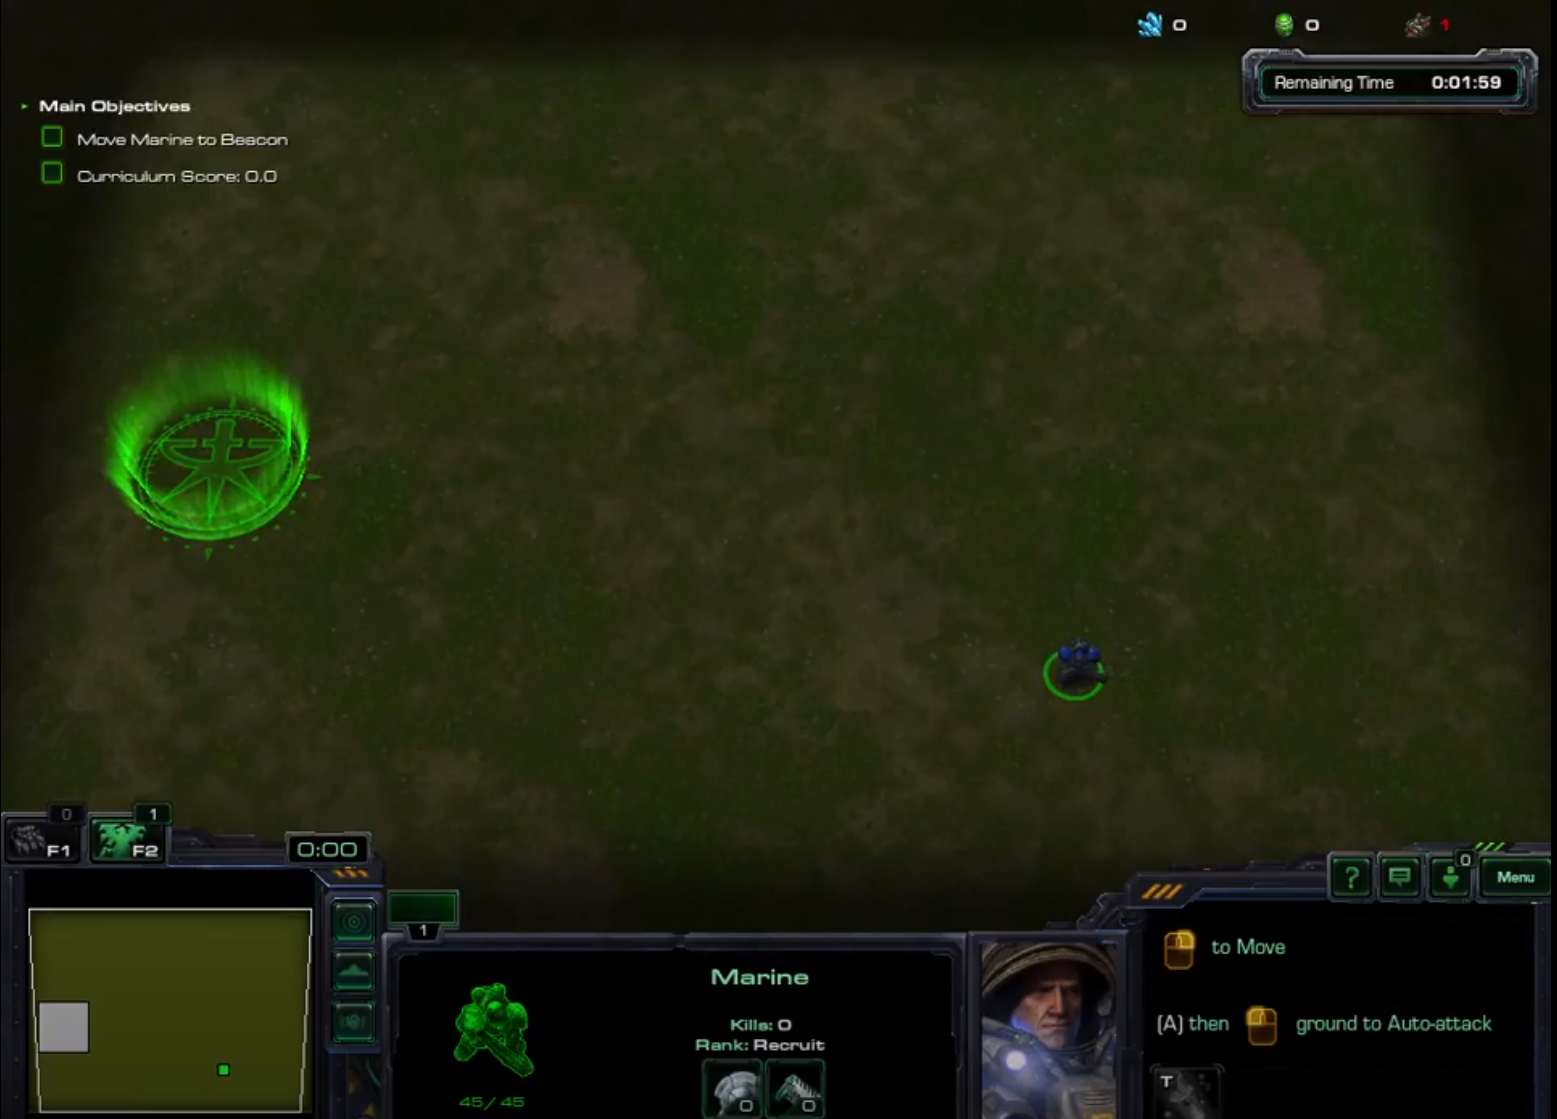 0 0 1
Remaining Time 0:01:59
Main Objectives
Move Marine to Beacon
Curriculum Score: 0.0
0 1
F1 F2
0:00
0
? Menu
1
Marine
Kills: 0
Rank: Recruit
0 0
45/45
to Move
(A) then ground to Auto-attack
T